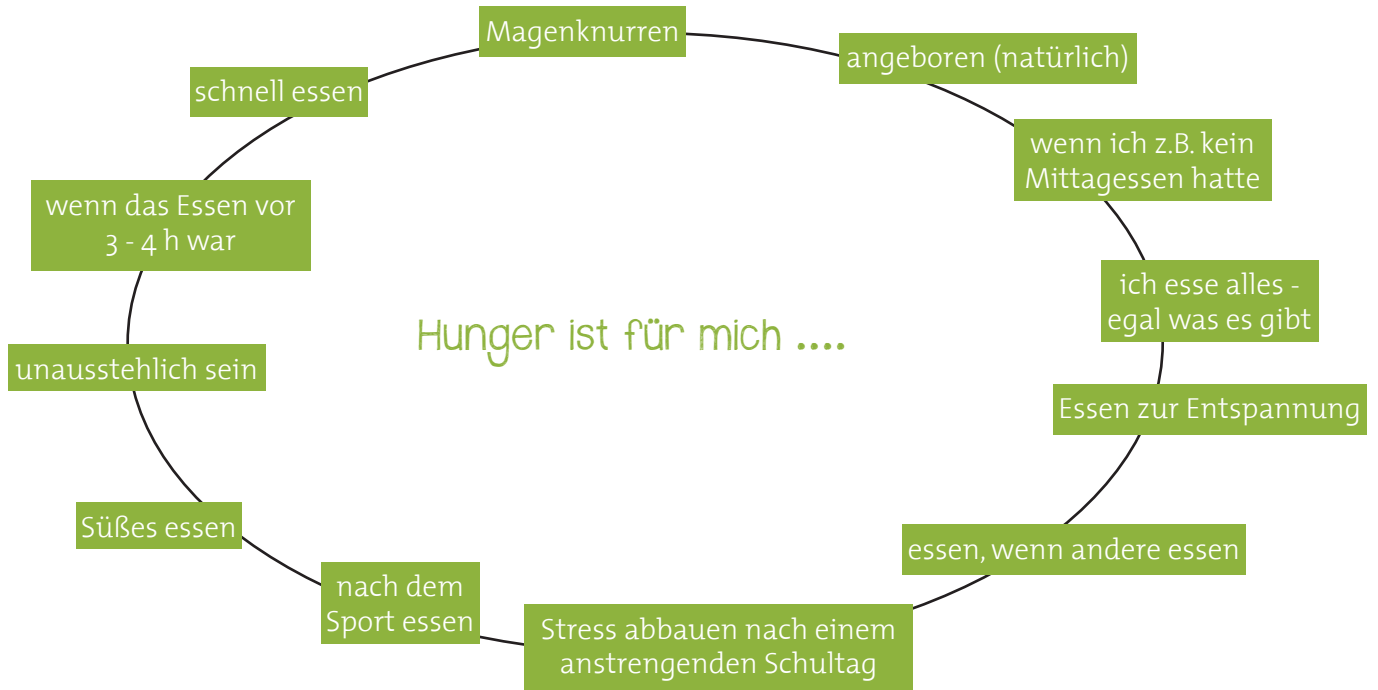 Magenknurren
angeboren (natürlich)
schnell essen
wenn ich z.B. kein
Mittagessen hatte
wenn das Essen vor
3 - 4 h war
ich esse alles -
egal was es gibt
Hunger ist für mich ....
unausstehlich sein
Essen zur Entspannung
Süßes essen
essen, wenn andere essen
nach dem
Sport essen
Stress abbauen nach einem
anstrengenden Schultag